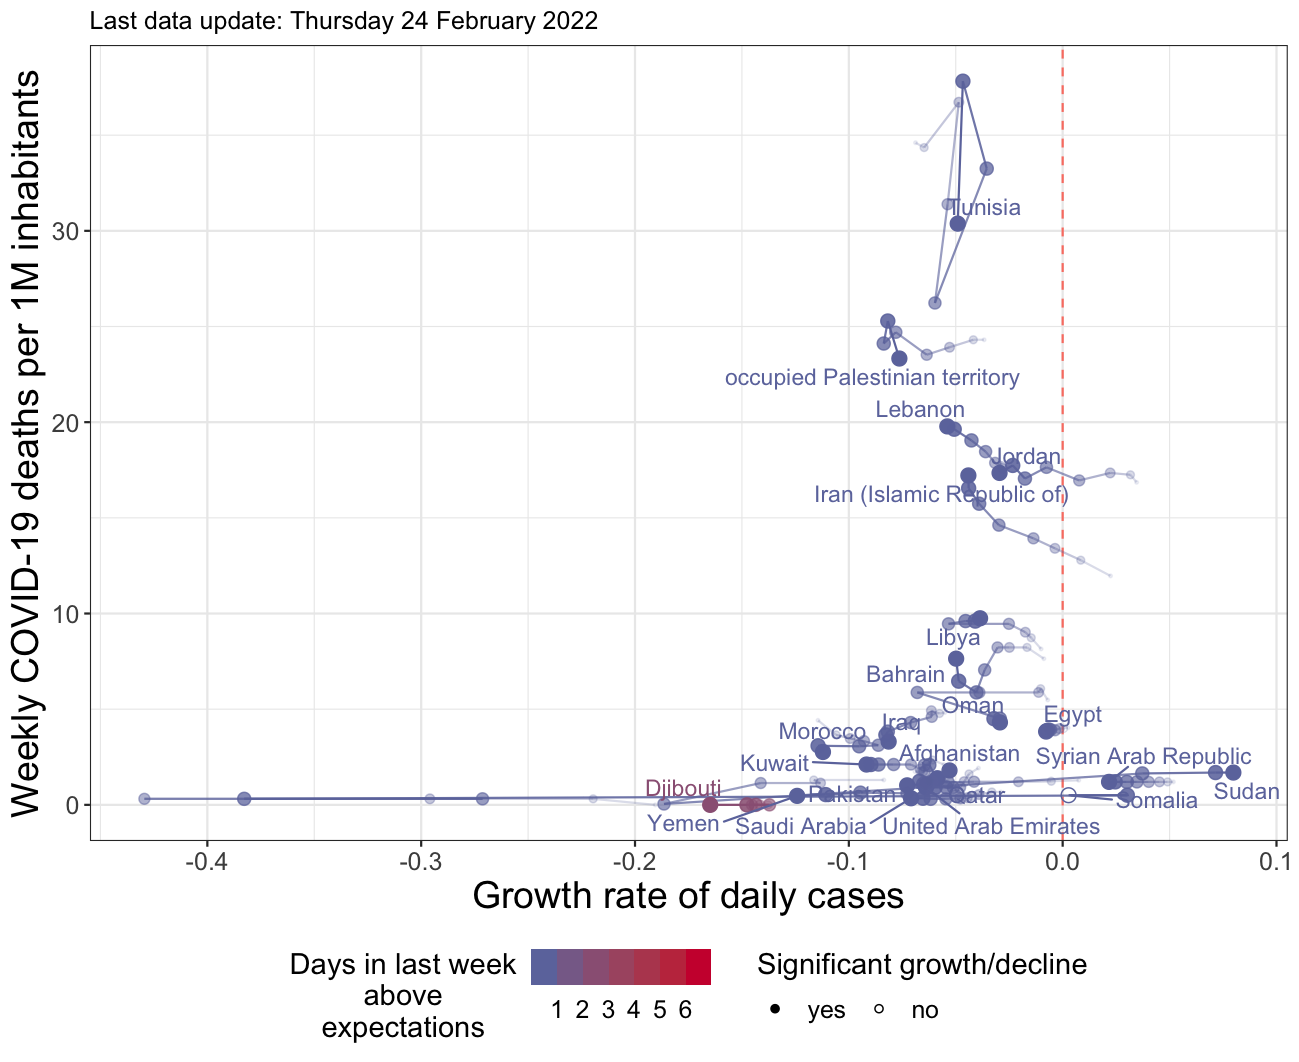 Last data update: Thursday 24 February 2022
Weekly COVID-19 deaths per 1M inhabitants
30
20
10
0
Tunisia
occupied Palestinian territory
Lebanon
Jordan
Iran (Islamic Republic of)
Libya
Bahrain
Oman
Egypt
Iraq
Morocco
Afghanistan
Syrian Arab Republic
Kuwait
Djibouti
Pakistan
Qatar
Sudan
Somalia
Yemen
Saudi Arabia
United Arab Emirates
-0.4
-0.3
-0.2
-0.1
0.0
0.1
Growth rate of daily cases
Days in last week
above
expectations
1 2 3 4 5 6
Significant growth/decline
yes no